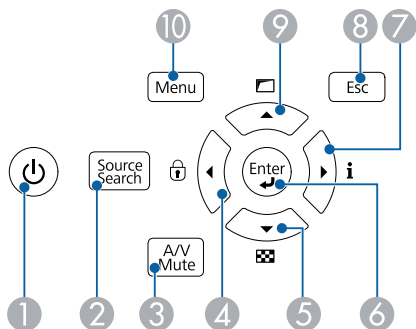 10 9 8 7
Menu
Esc
Source
Search
Enter
i
A/V
Mute
1 2 3 4 5 6